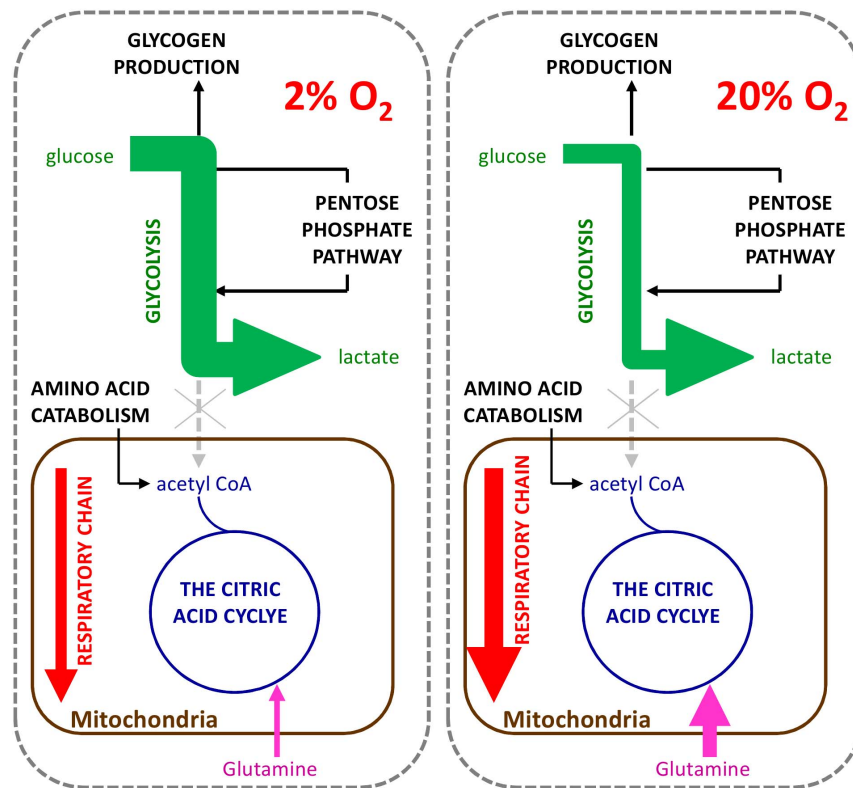 GLYCOGEN
PRODUCTION
2% O₂
glucose
PENTOSE
PHOSPHATE
PATHWAY
GLYCOLYSIS
lactate
AMINO ACID
CATABOLISM
acetyl CoA
RESPIRATORY CHAIN
THE CITRIC
ACID CYCLYE
Mitochondria
Glutamine
GLYCOGEN
PRODUCTION
20% O₂
glucose
PENTOSE
PHOSPHATE
PATHWAY
GLYCOLYSIS
lactate
AMINO ACID
CATABOLISM
acetyl CoA
RESPIRATORY CHAIN
THE CITRIC
ACID CYCLYE
Mitochondria
Glutamine